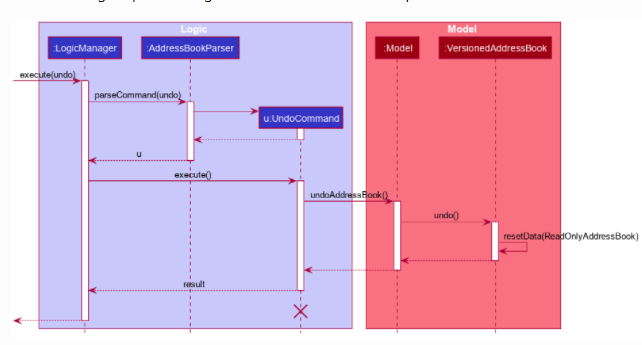 Logic
Model
:LogicManager
:AddressBookParser
:Model
:VersionedAddressBook
execute(undo)
parseCommand(undo)
u:UndoCommand
u
execute()
undoAddressBook()
undo()
resetData(ReadOnlyAddressBook)
result